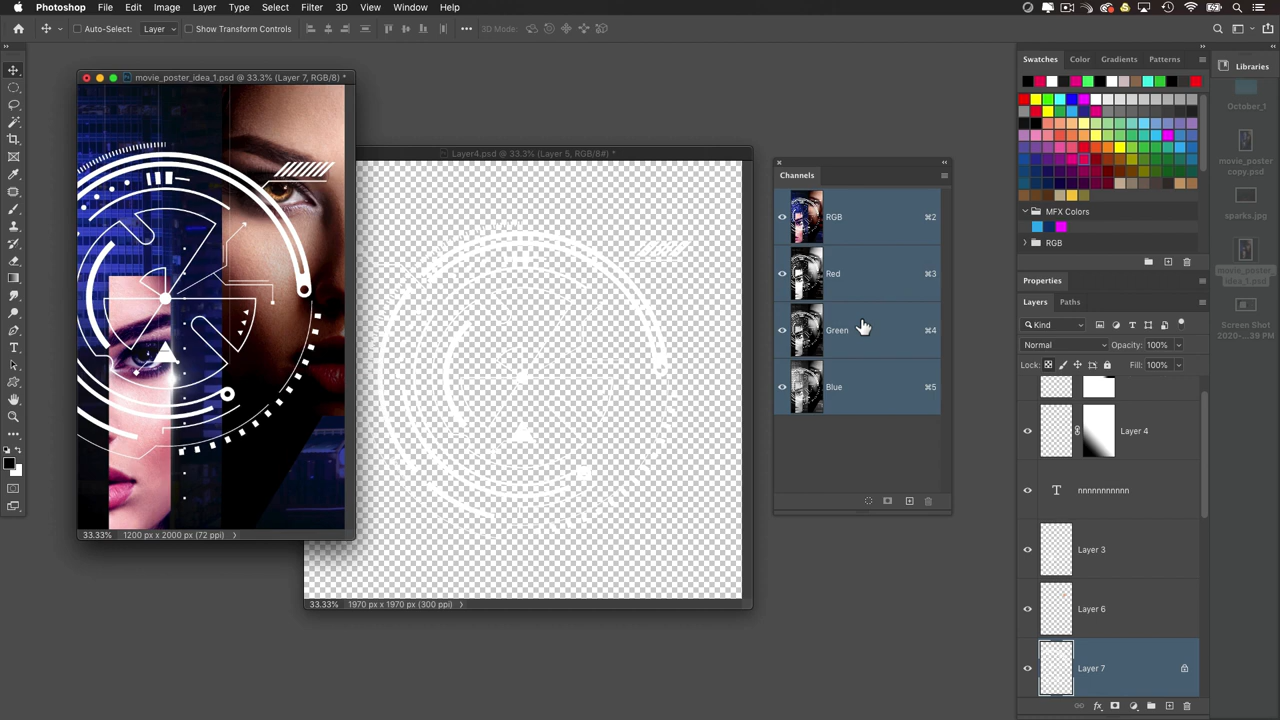 Photoshop File Edit Image Layer Type Select Filter 3D View Window Help
Auto-Select: Layer Show Transform Controls 3D Mode:
movie_poster_idea_1.psd @ 33.3% (Layer 7, RGB/8) *
33.33% 1200 px x 2000 px (72 ppi)
Layer4.psd @ 33.3% (Layer 5, RGB/8#) *
33.33% 1970 px x 1970 px (300 ppi)
Channels
RGB ⌘2
Red ⌘3
Green ⌘4
Blue ⌘5
Swatches Color Gradients Patterns
MFX Colors
RGB
Properties
Layers Paths
Kind
Normal Opacity: 100%
Lock: Fill: 100%
Layer 4
nnnnnnnnnn
Layer 3
Layer 6
Layer 7
Libraries
October_1
movie_poster
copy.psd
sparks.jpg
movie_poster
idea_1.psd
Screen Shot
2020-...39 PM